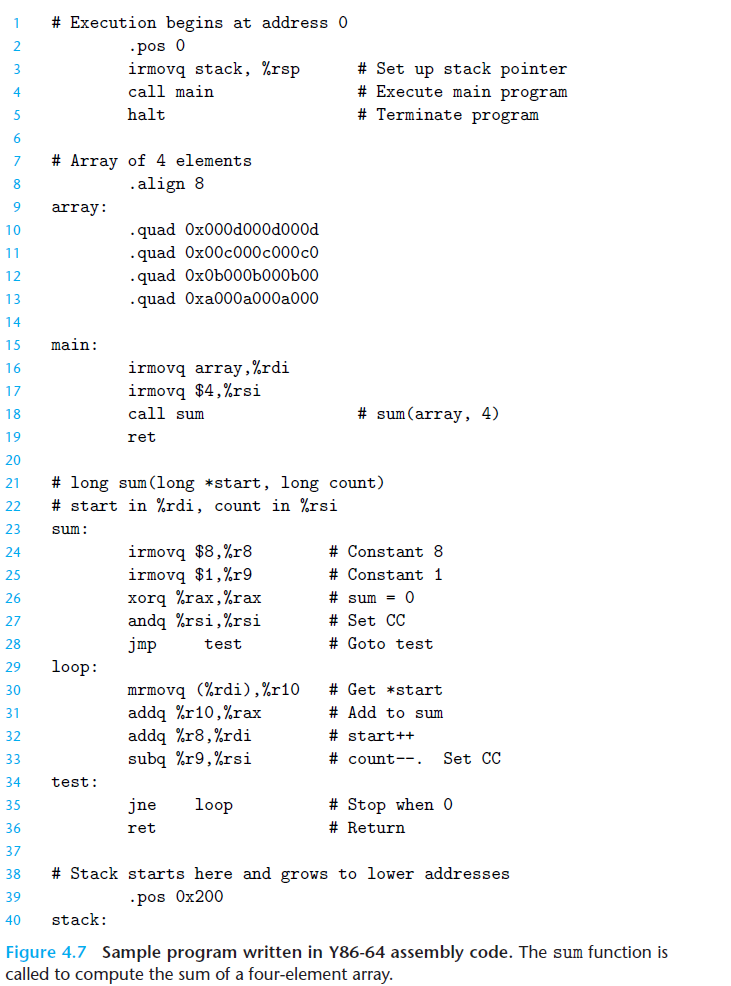 1 # Execution begins at address 0
2 .pos 0
3 irmovq stack, %rsp # Set up stack pointer
4 call main # Execute main program
5 halt # Terminate program
6
7 # Array of 4 elements
8 .align 8
9 array:
10 .quad 0x000d000d000d
11 .quad 0x00c000c000c0
12 .quad 0x0b000b000b00
13 .quad 0xa000a000a000
14
15 main:
16 irmovq array,%rdi
17 irmovq $4,%rsi
18 call sum # sum(array, 4)
19 ret
20
21 # long sum(long *start, long count)
22 # start in %rdi, count in %rsi
23 sum:
24 irmovq $8,%r8 # Constant 8
25 irmovq $1,%r9 # Constant 1
26 xorq %rax,%rax # sum = 0
27 andq %rsi,%rsi # Set CC
28 jmp test # Goto test
29 loop:
30 mrmovq (%rdi),%r10 # Get *start
31 addq %r10,%rax # Add to sum
32 addq %r8,%rdi # start++
33 subq %r9,%rsi # count--. Set CC
34 test:
35 jne loop # Stop when 0
36 ret # Return
37
38 # Stack starts here and grows to lower addresses
39 .pos 0x200
40 stack:
Figure 4.7 Sample program written in Y86-64 assembly code. The sum function is
called to compute the sum of a four-element array.